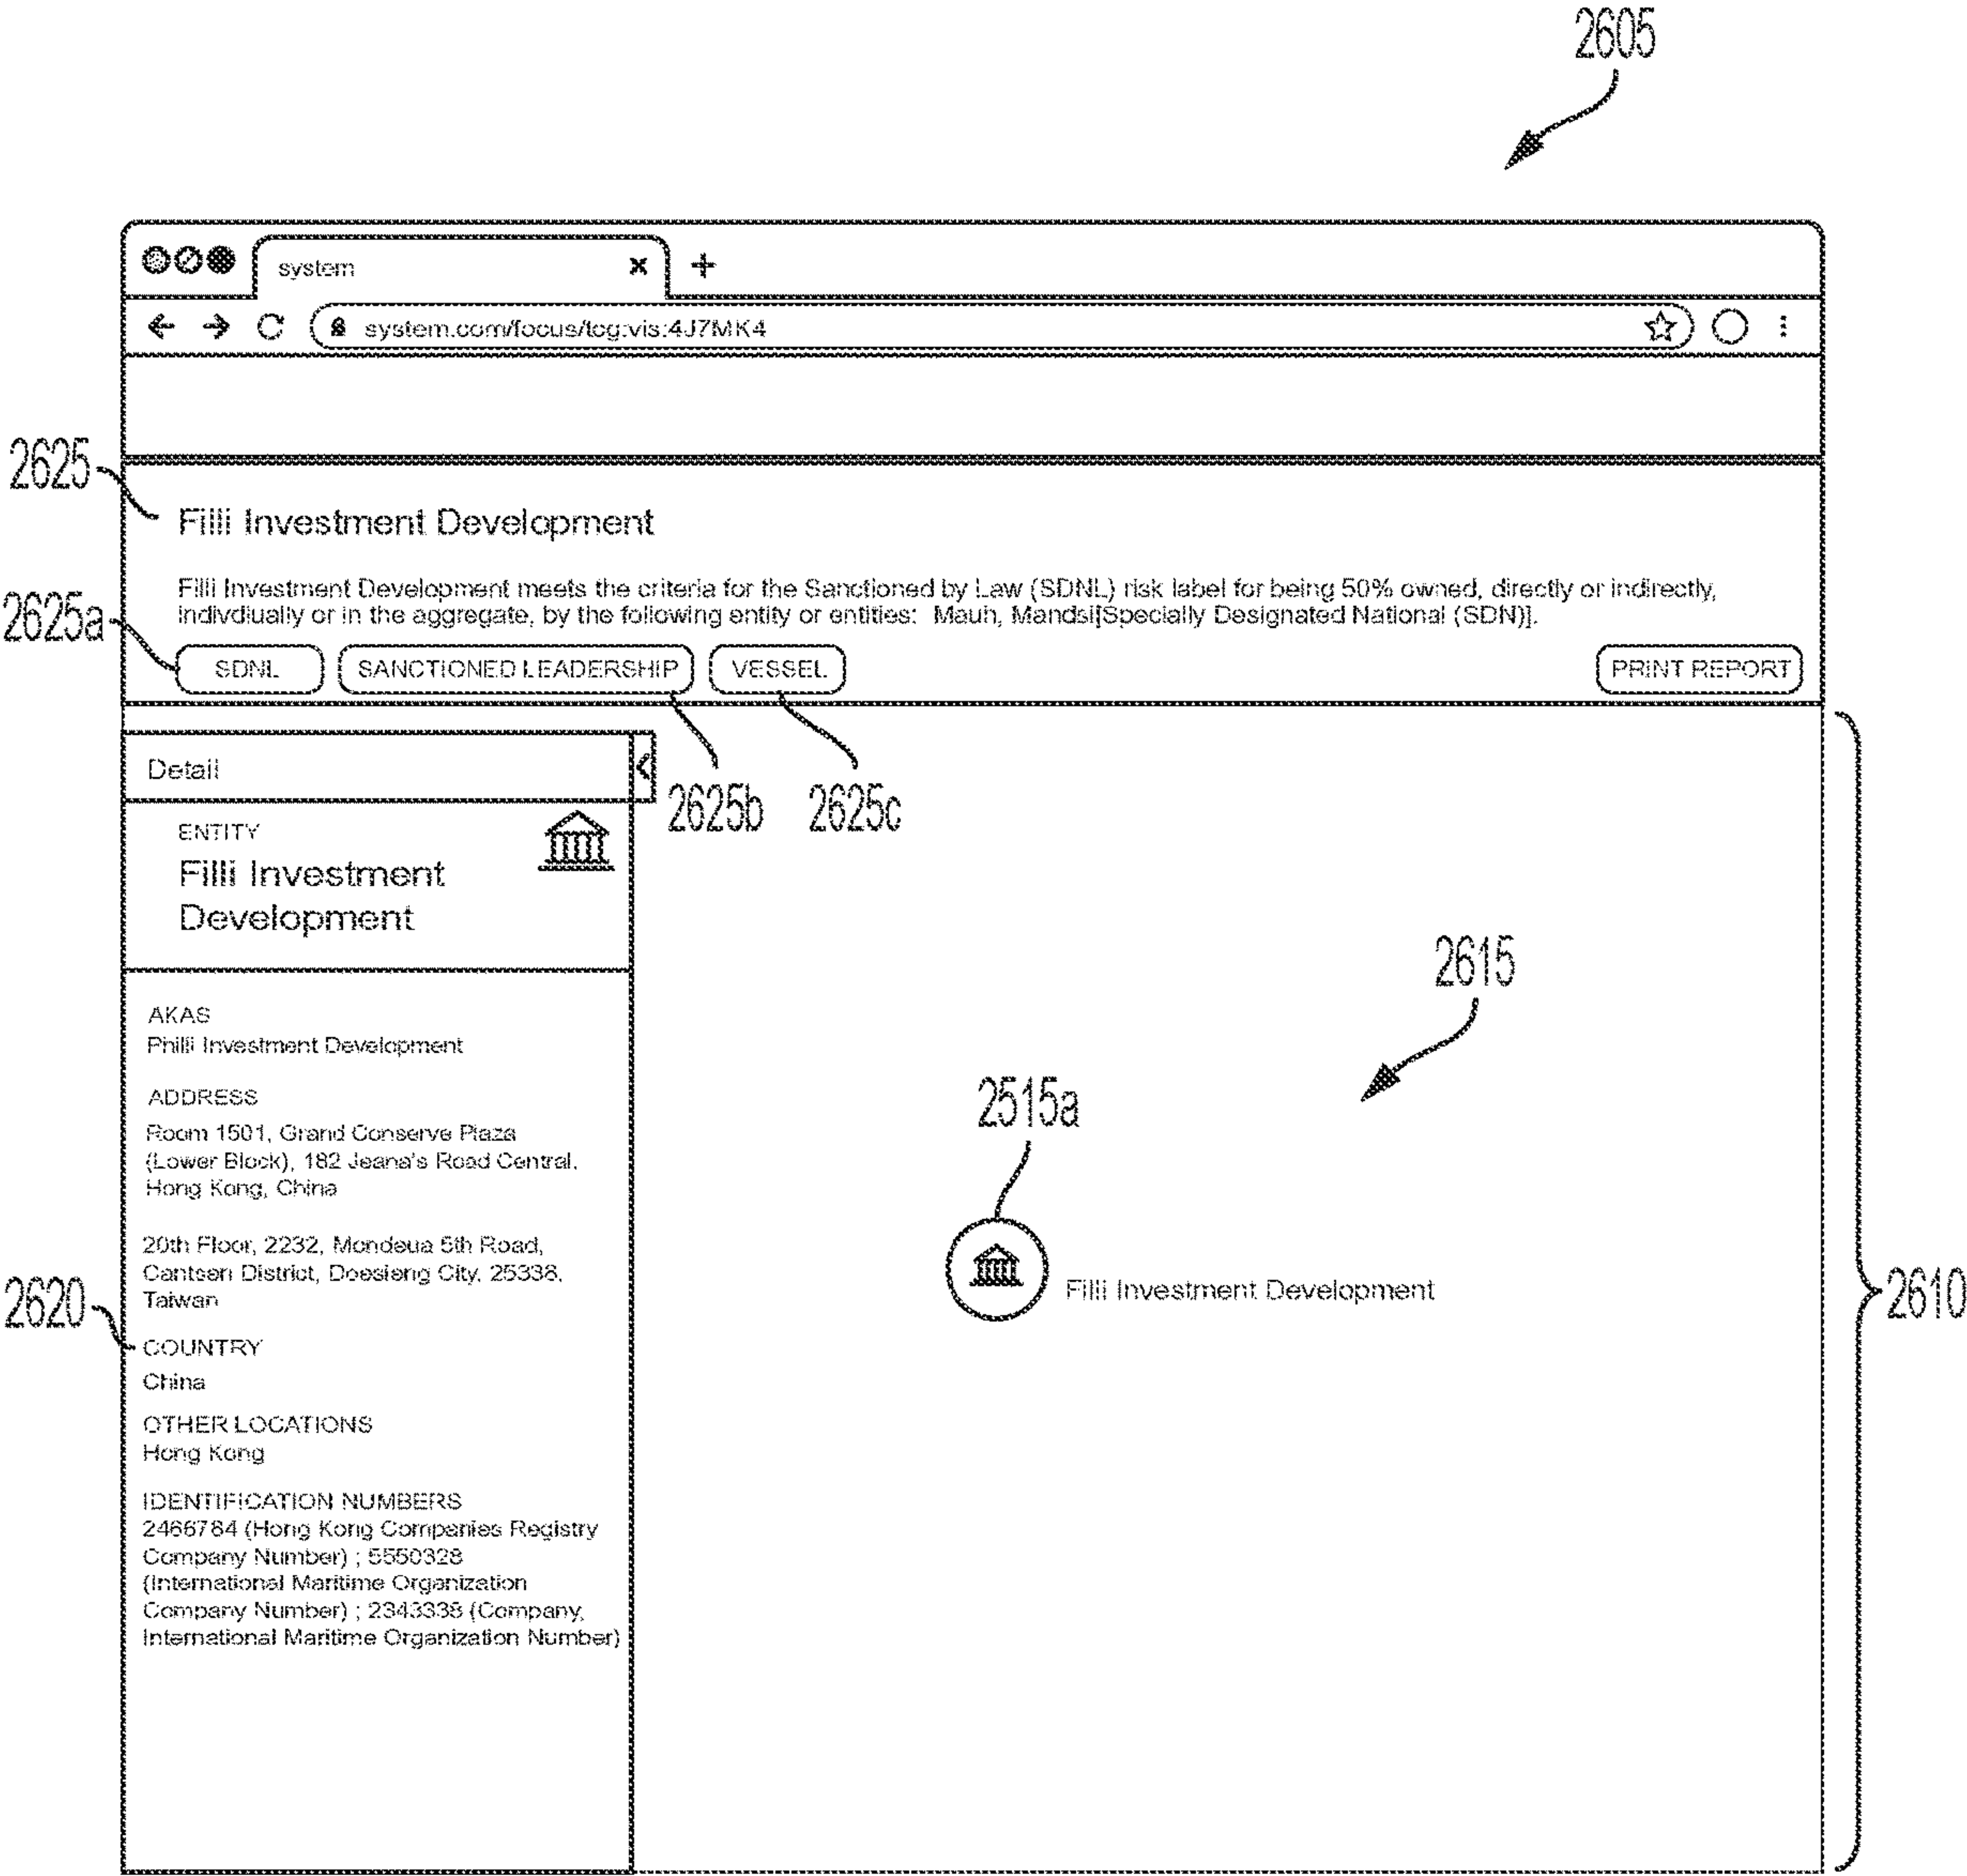 2605
system
system.com/focus/tcg:vis:4J7MK4
2625
Filli Investment Development
Filli Investment Development meets the criteria for the Sanctioned by Law (SDNL) risk label for being 50% owned, directly or indirectly,
indivdiually or in the aggregate, by the following entity or entities: Mauh, Mandsi[Specially Designated National (SDN)].
2625a
SDNL
SANCTIONED LEADERSHIP
VESSEL
PRINT REPORT
Detail
2625b
2625c
ENTITY
Filli Investment
Development
2615
AKAS
Philli Investment Development
2515a
ADDRESS
Room 1501, Grand Conserve Plaza
(Lower Block), 182 Jeana's Road Central,
Hong Kong, China
20th Floor, 2232, Mondeua 5th Road,
Cantsen District, Doesieng City, 25338,
Taiwan
Filli Investment Development
2610
2620
COUNTRY
China
OTHER LOCATIONS
Hong Kong
IDENTIFICATION NUMBERS
2466784 (Hong Kong Companies Registry
Company Number) ; 5550328
(International Maritime Organization
Company Number) ; 2343338 (Company,
International Maritime Organization Number)